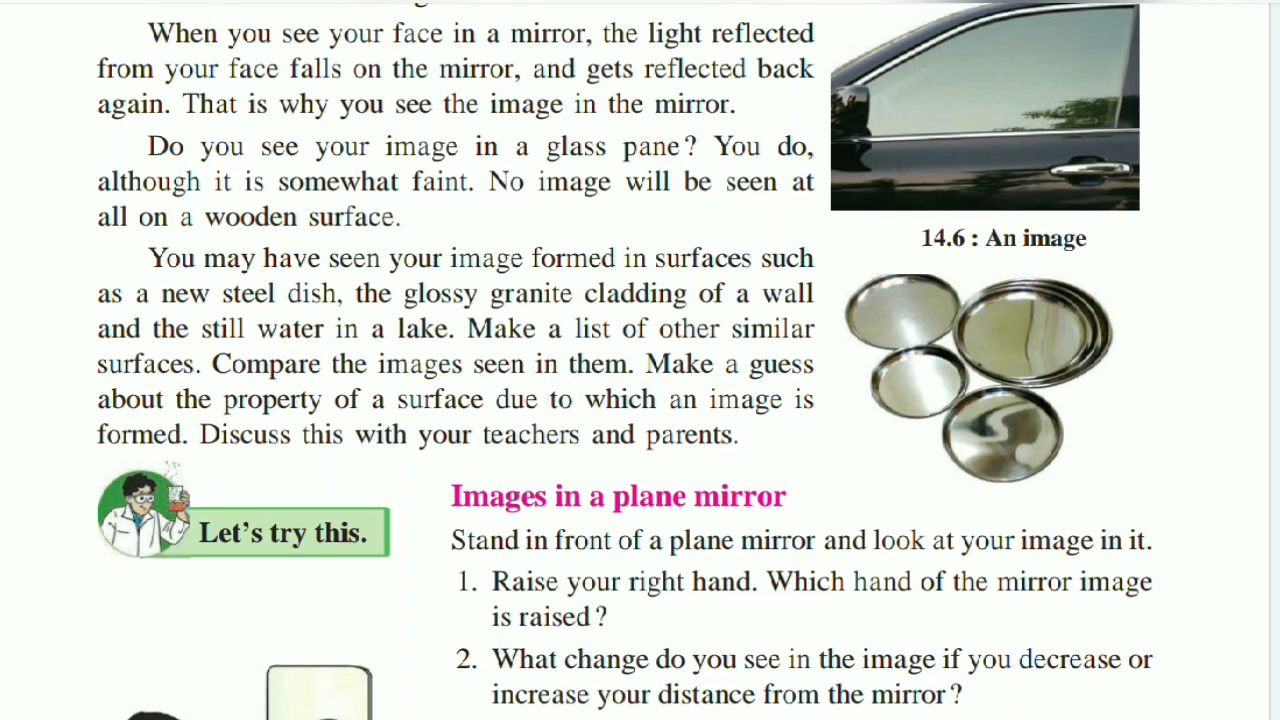 When you see your face in a mirror, the light reflected
from your face falls on the mirror, and gets reflected back
again. That is why you see the image in the mirror.
Do you see your image in a glass pane? You do,
although it is somewhat faint. No image will be seen at
all on a wooden surface.
14.6 : An image
You may have seen your image formed in surfaces such
as a new steel dish, the glossy granite cladding of a wall
and the still water in a lake. Make a list of other similar
surfaces. Compare the images seen in them. Make a guess
about the property of a surface due to which an image is
formed. Discuss this with your teachers and parents.
Let's try this.
Images in a plane mirror
Stand in front of a plane mirror and look at your image in it.
1. Raise your right hand. Which hand of the mirror image
is raised?
2. What change do you see in the image if you decrease or
increase your distance from the mirror?